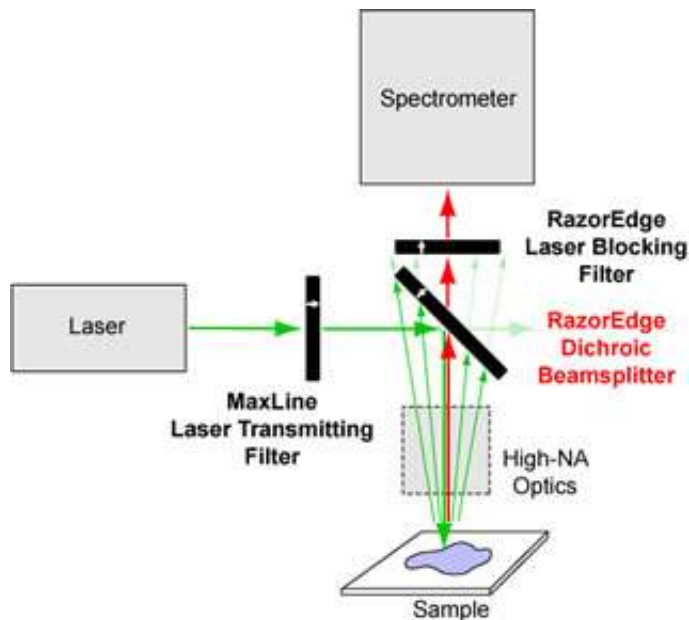 Spectrometer
RazorEdge
Laser Blocking
Filter
Laser
RazorEdge
Dichroic
Beamsplitter
MaxLine
Laser Transmitting
Filter
High-NA
Optics
Sample